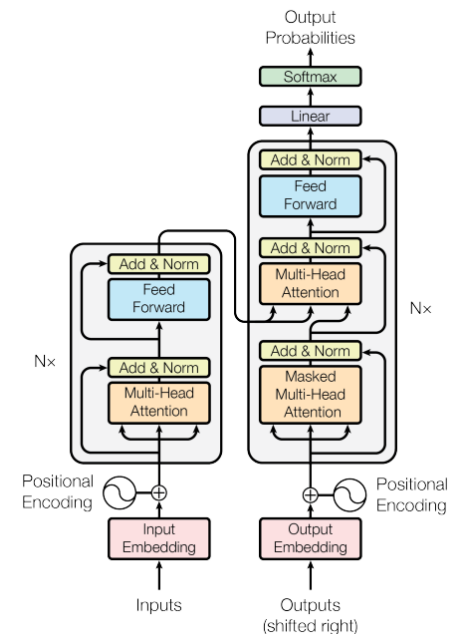 Output
Probabilities
Softmax
Linear
Add & Norm
Feed
Forward
Add & Norm
Multi-Head
Attention
Add & Norm
Masked
Multi-Head
Attention
N×
Add & Norm
Feed
Forward
N×
Add & Norm
Multi-Head
Attention
Positional
Encoding
Positional
Encoding
Input
Embedding
Output
Embedding
Inputs
Outputs
(shifted right)